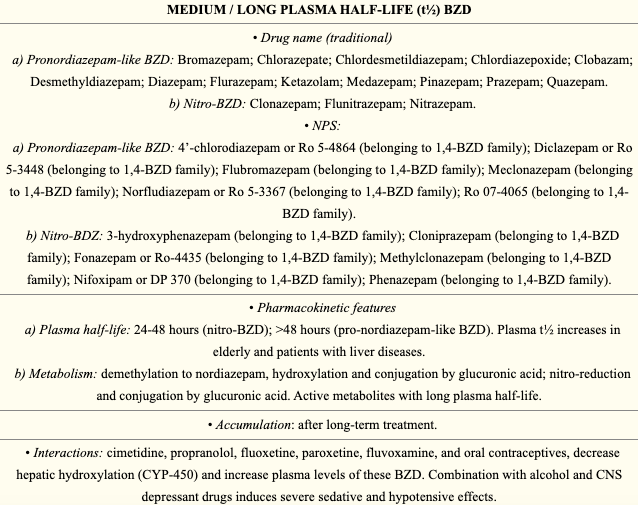 MEDIUM / LONG PLASMA HALF-LIFE (t½) BZD
• Drug name (traditional)
a) Pronordiazepam-like BZD: Bromazepam; Chlorazepate; Chlordesmetildiazepam; Chlordiazepoxide; Clobazam;
Desmethyldiazepam; Diazepam; Flurazepam; Ketazolam; Medazepam; Pinazepam; Prazepam; Quazepam.
b) Nitro-BZD: Clonazepam; Flunitrazepam; Nitrazepam.
• NPS:
a) Pronordiazepam-like BZD: 4’-chlorodiazepam or Ro 5-4864 (belonging to 1,4-BZD family); Diclazepam or Ro
5-3448 (belonging to 1,4-BZD family); Flubromazepam (belonging to 1,4-BZD family); Meclonazepam (belonging
to 1,4-BZD family); Norfludiazepam or Ro 5-3367 (belonging to 1,4-BZD family); Ro 07-4065 (belonging to 1,4-
BZD family).
b) Nitro-BDZ: 3-hydroxyphenazepam (belonging to 1,4-BZD family); Cloniprazepam (belonging to 1,4-BZD
family); Fonazepam or Ro-4435 (belonging to 1,4-BZD family); Methylclonazepam (belonging to 1,4-BZD
family); Nifoxipam or DP 370 (belonging to 1,4-BZD family); Phenazepam (belonging to 1,4-BZD family).
• Pharmacokinetic features
a) Plasma half-life: 24-48 hours (nitro-BZD); >48 hours (pro-nordiazepam-like BZD). Plasma t½ increases in
elderly and patients with liver diseases.
b) Metabolism: demethylation to nordiazepam, hydroxylation and conjugation by glucuronic acid; nitro-reduction
and conjugation by glucuronic acid. Active metabolites with long plasma half-life.
• Accumulation: after long-term treatment.
• Interactions: cimetidine, propranolol, fluoxetine, paroxetine, fluvoxamine, and oral contraceptives, decrease
hepatic hydroxylation (CYP-450) and increase plasma levels of these BZD. Combination with alcohol and CNS
depressant drugs induces severe sedative and hypotensive effects.